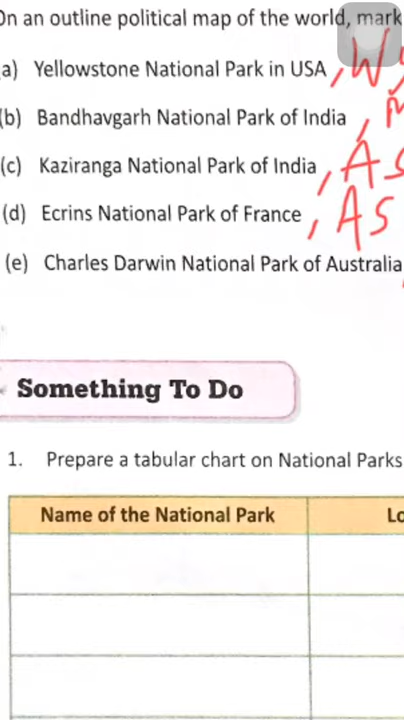 On an outline political map of the world, mark
a) Yellowstone National Park in USA, W
(b) Bandhavgarh National Park of India, M
(c) Kaziranga National Park of India, AS
(d) Ecrins National Park of France, AS
(e) Charles Darwin National Park of Australia
Something To Do
1. Prepare a tabular chart on National Parks
Name of the National Park
Lo